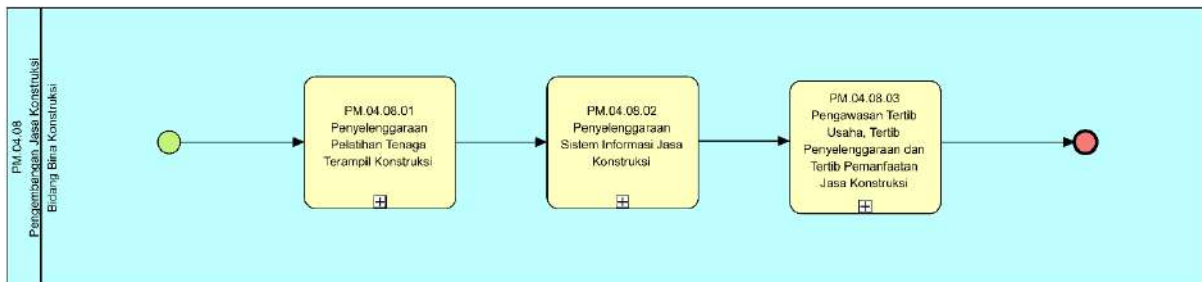 PM.04.08
Pengembangan Jasa Konstruksi
Bidang Bina Konstruksi
PM.04.08.01
Penyelenggaraan
Pelatihan Tenaga
Terampil Konstruksi
PM.04.08.02
Penyelenggaraan
Sistem Informasi Jasa
Konstruksi
PM.04.08.03
Pengawasan Tertib
Usaha, Tertib
Penyelenggaraan dan
Tertib Pemanfaatan
Jasa Konstruksi